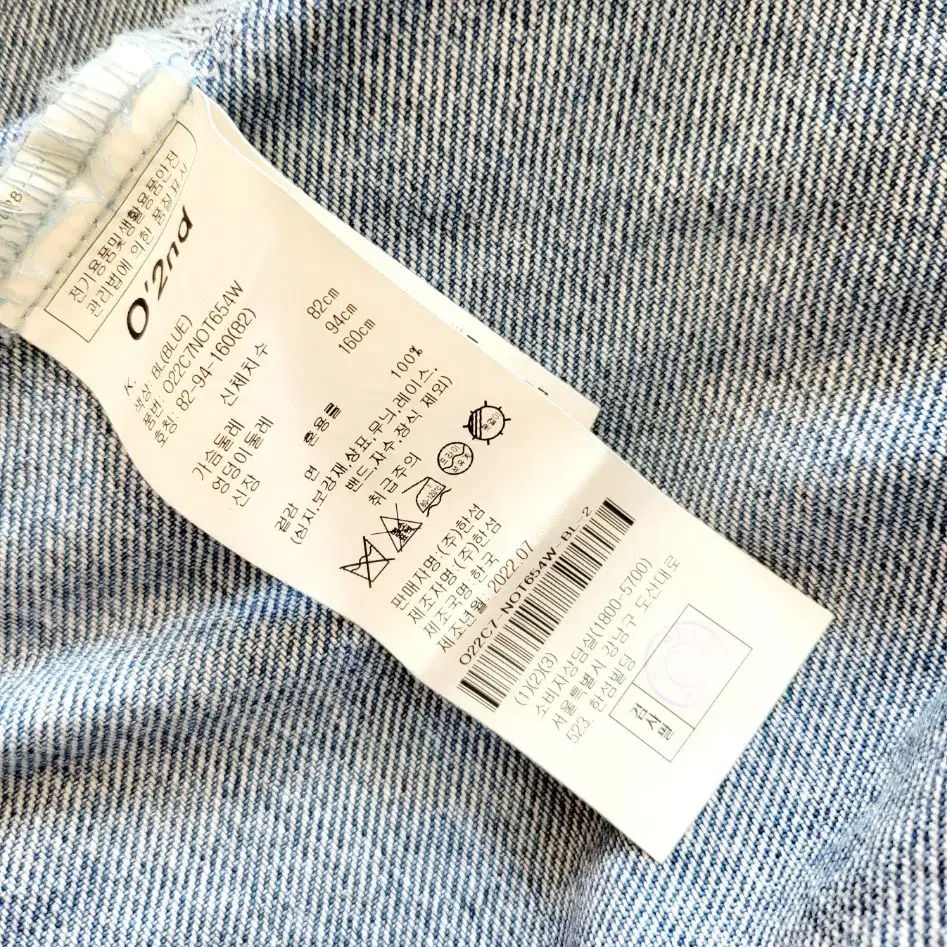 전기용품및생활용품안전
관리법에 의한 품질표시
O'2nd
K.
색상: BL(BLUE)
품번: O22C7NOT654W
호칭: 82-94-160(82)
신체치수
가슴둘레 82cm
엉덩이둘레 94cm
신장 160cm
혼용률
겉감 면 100%
(심지,보강재,상표,무늬,레이스,
밴드,자수,장식 제외)
취급주의
판매자명:(주)한섬
제조자명:(주)한섬
제조국명:한국
제조년월: 2022-07
O22C7 NOT654W BL 2
(1)(2)(3)
소비자상담실(1800-5700)
서울특별시 강남구 도산대로
523, 한섬빌딩
검사필